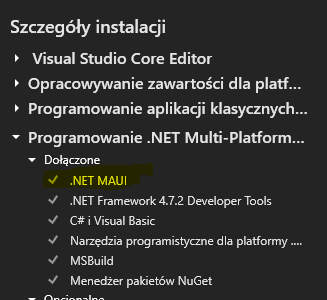 Szczegóły instalacji
Visual Studio Core Editor
Opracowywanie zawartości dla platf...
Programowanie aplikacji klasycznych...
Programowanie .NET Multi-Platform...
Dołączone
.NET MAUI
.NET Framework 4.7.2 Developer Tools
C# i Visual Basic
Narzędzia programistyczne dla platformy ....
MSBuild
Menedżer pakietów NuGet
Opcjonalne